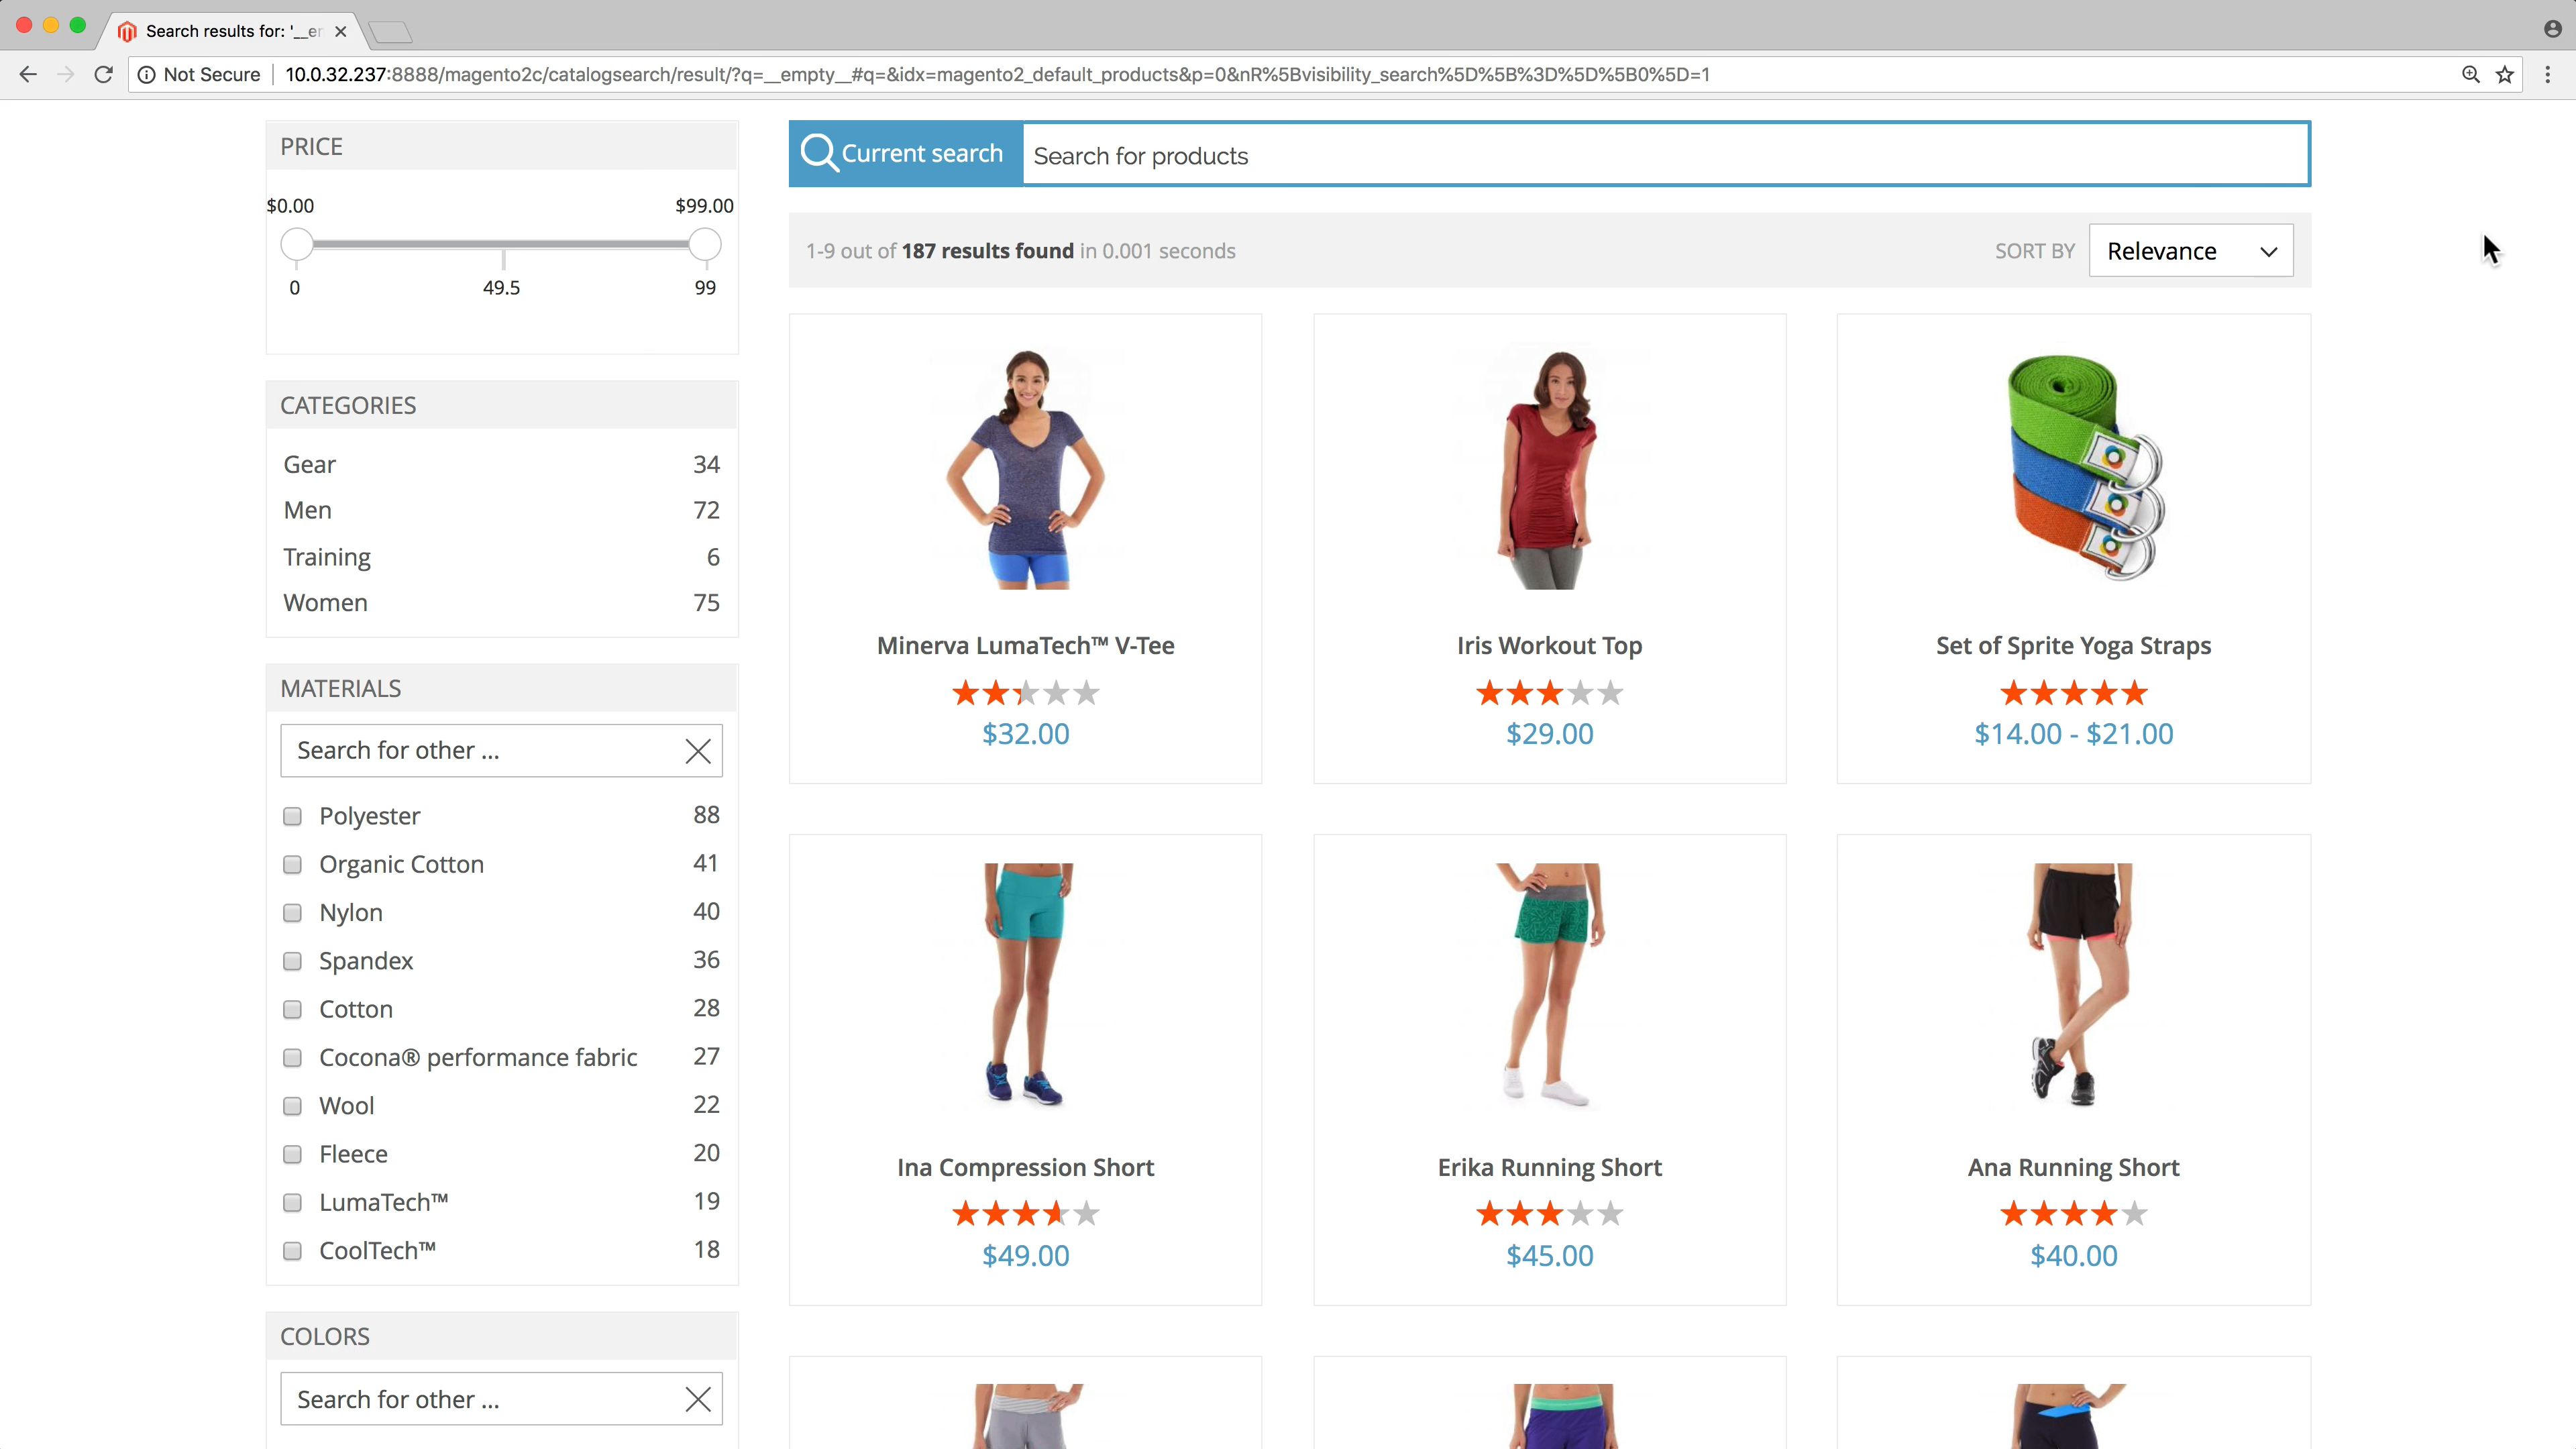 Search results for: '__er
Not Secure
10.0.32.237:8888/magento2c/catalogsearch/result/?q=__empty__#q=&idx=magento2_default_products&p=0&nR%5Bvisibility_search%5D%5B%3D%5D%5B0%5D=1
PRICE
$0.00 $99.00
0 49.5 99
CATEGORIES
Gear 34
Men 72
Training 6
Women 75
MATERIALS
Search for other ...
Polyester 88
Organic Cotton 41
Nylon 40
Spandex 36
Cotton 28
Cocona® performance fabric 27
Wool 22
Fleece 20
LumaTech™ 19
CoolTech™ 18
COLORS
Search for other ...
Current search Search for products
1-9 out of 187 results found in 0.001 seconds
SORT BY Relevance
Minerva LumaTech™ V-Tee
$32.00
Iris Workout Top
$29.00
Set of Sprite Yoga Straps
$14.00 - $21.00
Ina Compression Short
$49.00
Erika Running Short
$45.00
Ana Running Short
$40.00